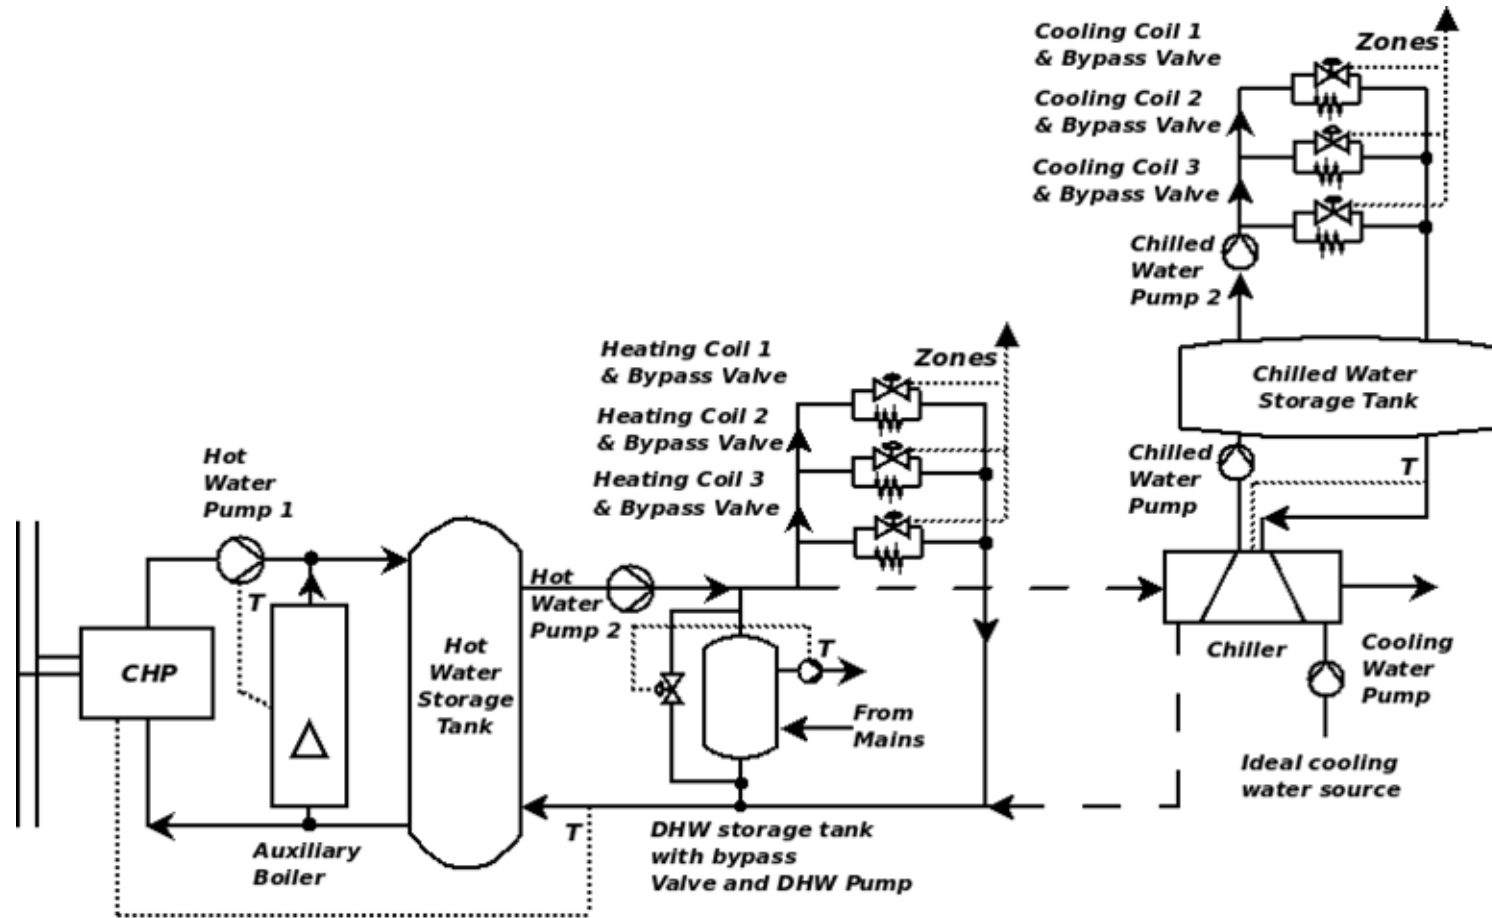 Cooling Coil 1
& Bypass Valve
Zones
Cooling Coil 2
& Bypass Valve
Cooling Coil 3
& Bypass Valve
Chilled
Water
Pump 2
Chilled Water
Storage Tank
Chilled
Water
Pump
T
Heating Coil 1
& Bypass Valve
Zones
Heating Coil 2
& Bypass Valve
Heating Coil 3
& Bypass Valve
Hot
Water
Pump 1
T
CHP
Hot
Water
Storage
Tank
Hot
Water
Pump 2
T
From
Mains
Chiller
Cooling
Water
Pump
Ideal cooling
water source
Auxiliary
Boiler
T
DHW storage tank
with bypass
Valve and DHW Pump